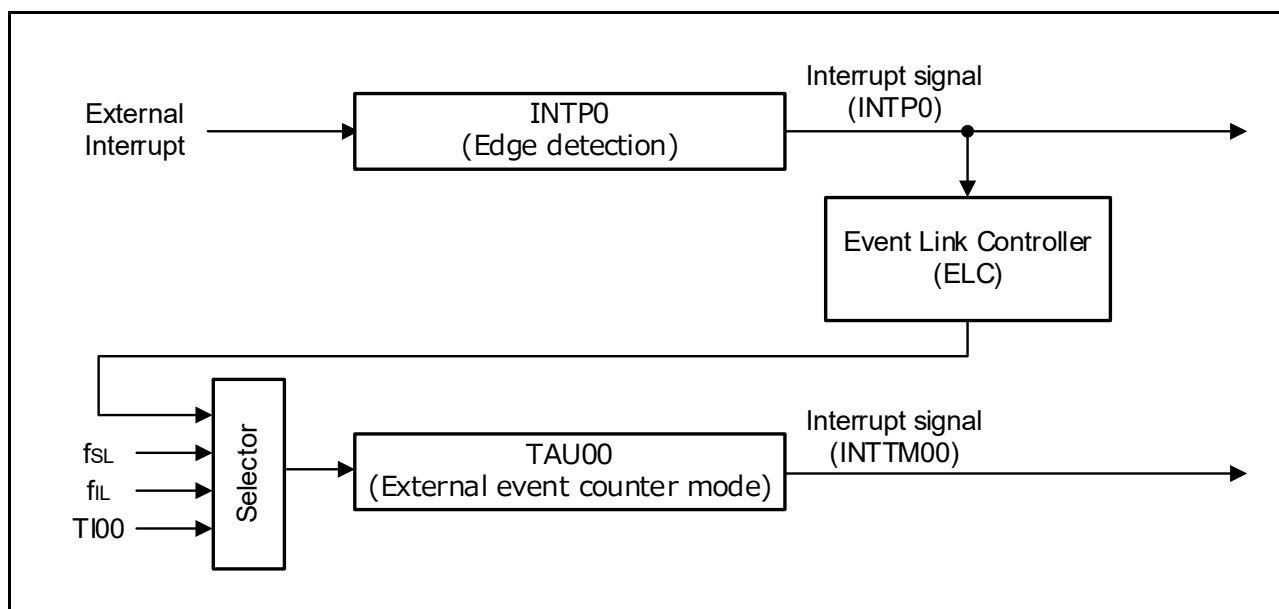 External
Interrupt
INTP0
(Edge detection)
Interrupt signal
(INTP0)
Event Link Controller
(ELC)
fSL
fIL
TI00
Selector
TAU00
(External event counter mode)
Interrupt signal
(INTTM00)